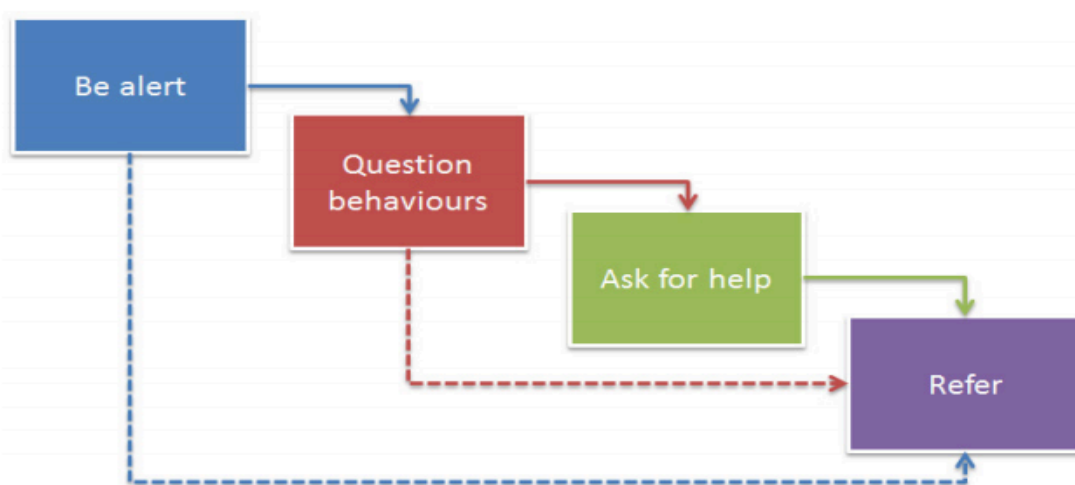 Be alert
Question
behaviours
Ask for help
Refer